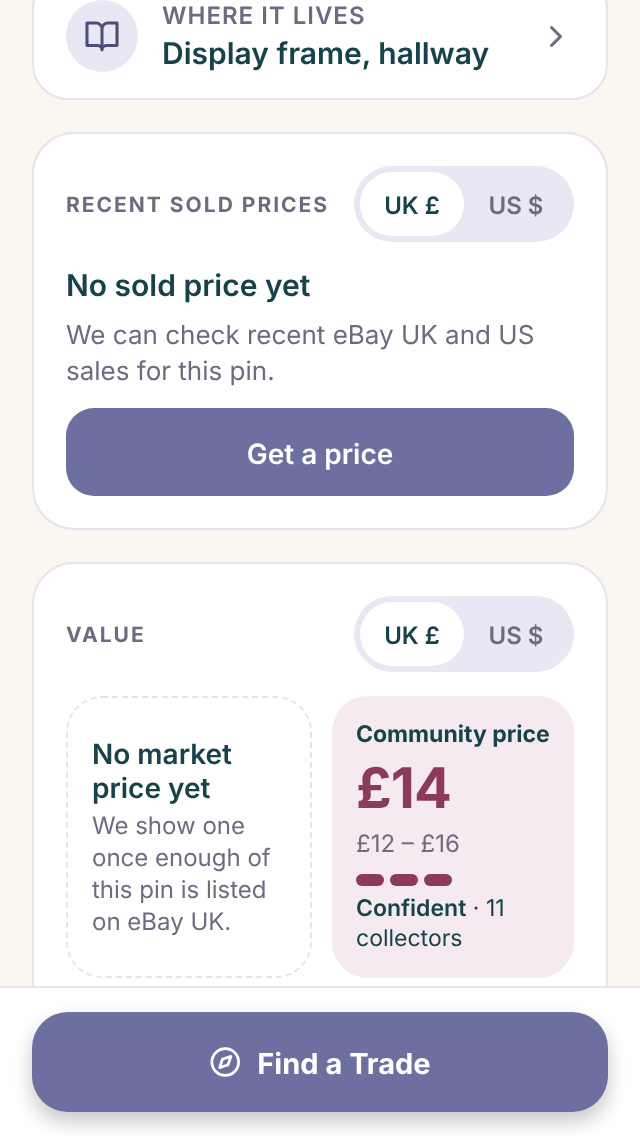 WHERE IT LIVES
Display frame, hallway
RECENT SOLD PRICES
UK £
US $
No sold price yet
We can check recent eBay UK and US
sales for this pin.
Get a price
VALUE
UK £
US $
No market
price yet
We show one
once enough of
this pin is listed
on eBay UK.
Community price
£14
£12 – £16
Confident · 11
collectors
Find a Trade